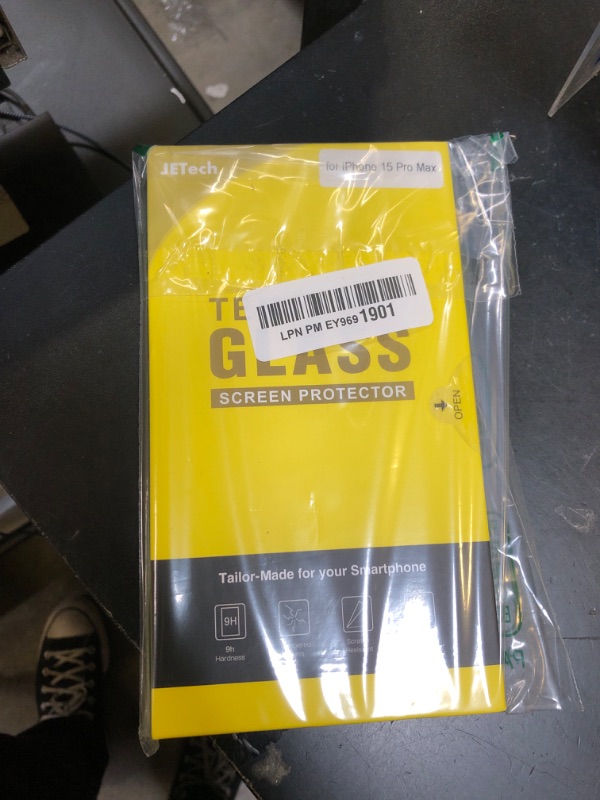 JETech
for iPhone 15 Pro Max
TE
LPN PM EY969 1901
GLASS
SCREEN PROTECTOR
OPEN
Tailor-Made for your Smartphone
9H
9h
Hardness